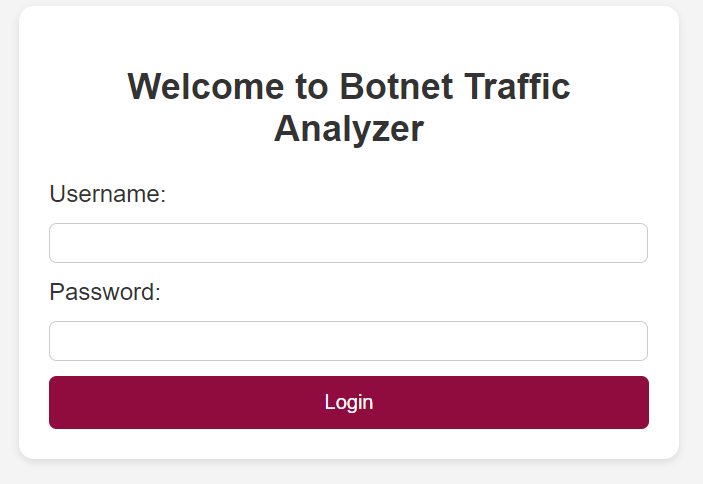 Welcome to Botnet Traffic
Analyzer
Username:
Password:
Login